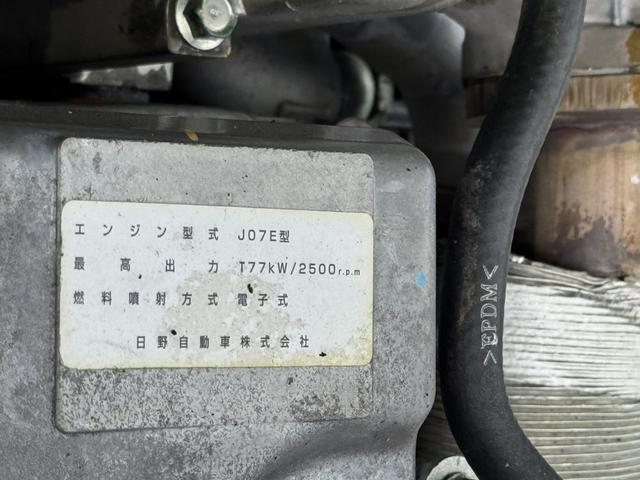 エンジン型式 J07E型
最高出力 177kW/2500r.p.m
燃料噴射方式 電子式
日野自動車株式会社
>EPDM<